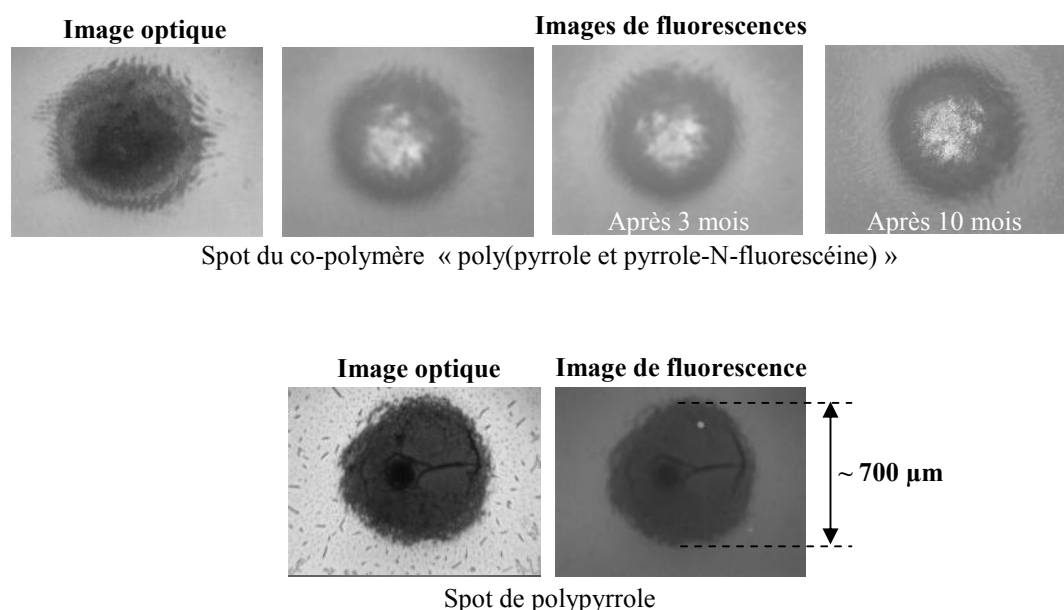 Image optique
Images de fluorescences
Après 3 mois
Après 10 mois
Spot du co-polymère « poly(pyrrole et pyrrole-N-fluorescéine) »
Image optique
Image de fluorescence
~ 700 µm
Spot de polypyrrole